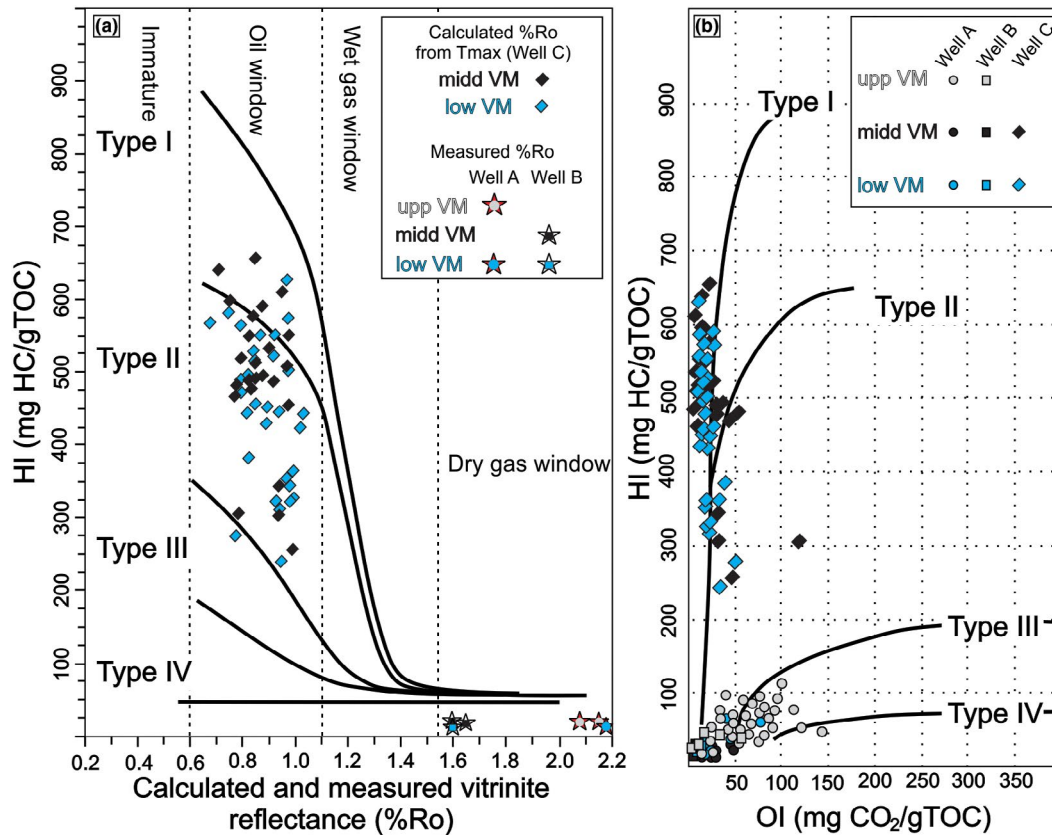 (a)
Immature
Oil window
Wet gas window
Dry gas window
Calculated %Ro
from Tmax (Well C)
midd VM
low VM
Measured %Ro
Well A Well B
upp VM
midd VM
low VM
Type I
Type II
Type III
Type IV
HI (mg HC/gTOC)
900
800
700
600
500
400
300
200
100
0.2 0.4 0.6 0.8 1.0 1.2 1.4 1.6 1.8 2.0 2.2
Calculated and measured vitrinite
reflectance (%Ro)
(b)
Well A Well B Well C
upp VM
midd VM
low VM
Type I
Type II
Type III
Type IV
HI (mg HC/gTOC)
900
800
700
600
500
400
300
200
100
50 100 150 200 250 300 350
OI (mg CO₂/gTOC)